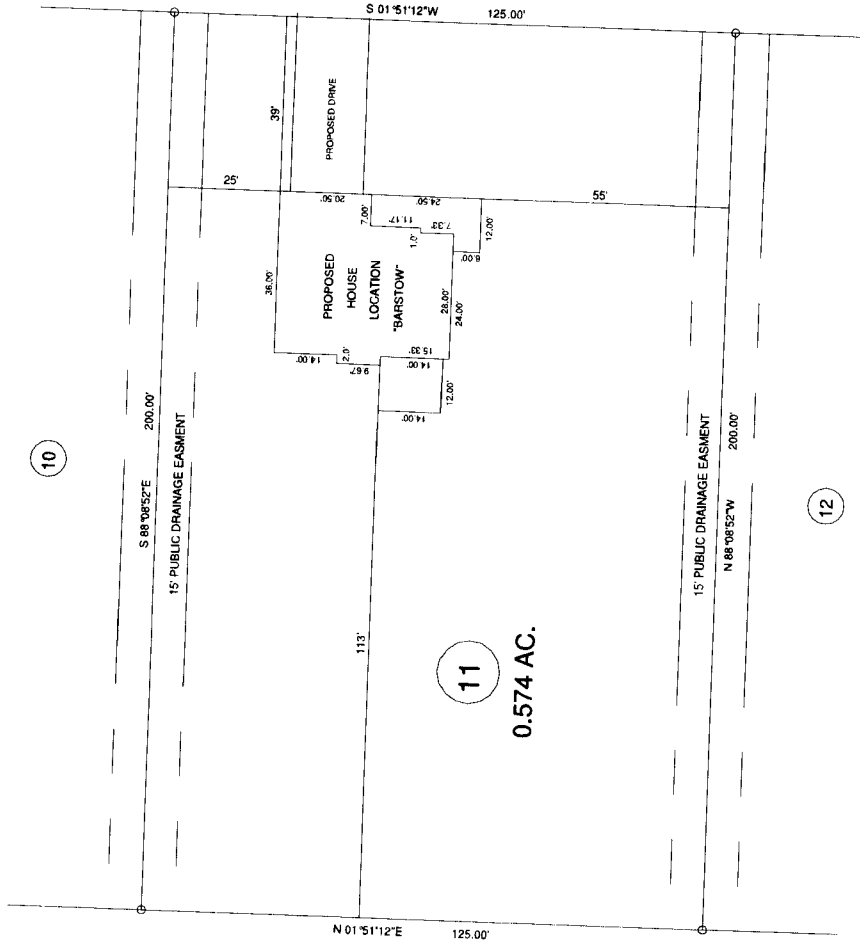 S 01°51'12"W 125.00'
39'
PROPOSED DRIVE
25'
20.50'
24.50'
55'
7.00'
11.17'
1.0'
7.33'
12.00'
6.00'
36.00'
PROPOSED
HOUSE
LOCATION
"BARSTOW"
28.00'
24.00'
14.00'
2.0'
9.67'
15.33'
14.00'
14.00'
12.00'
10
S 88°08'52"E 200.00'
15' PUBLIC DRAINAGE EASMENT
15' PUBLIC DRAINAGE EASMENT
N 88°08'52"W 200.00'
12
113'
11
0.574 AC.
N 01°51'12"E 125.00'